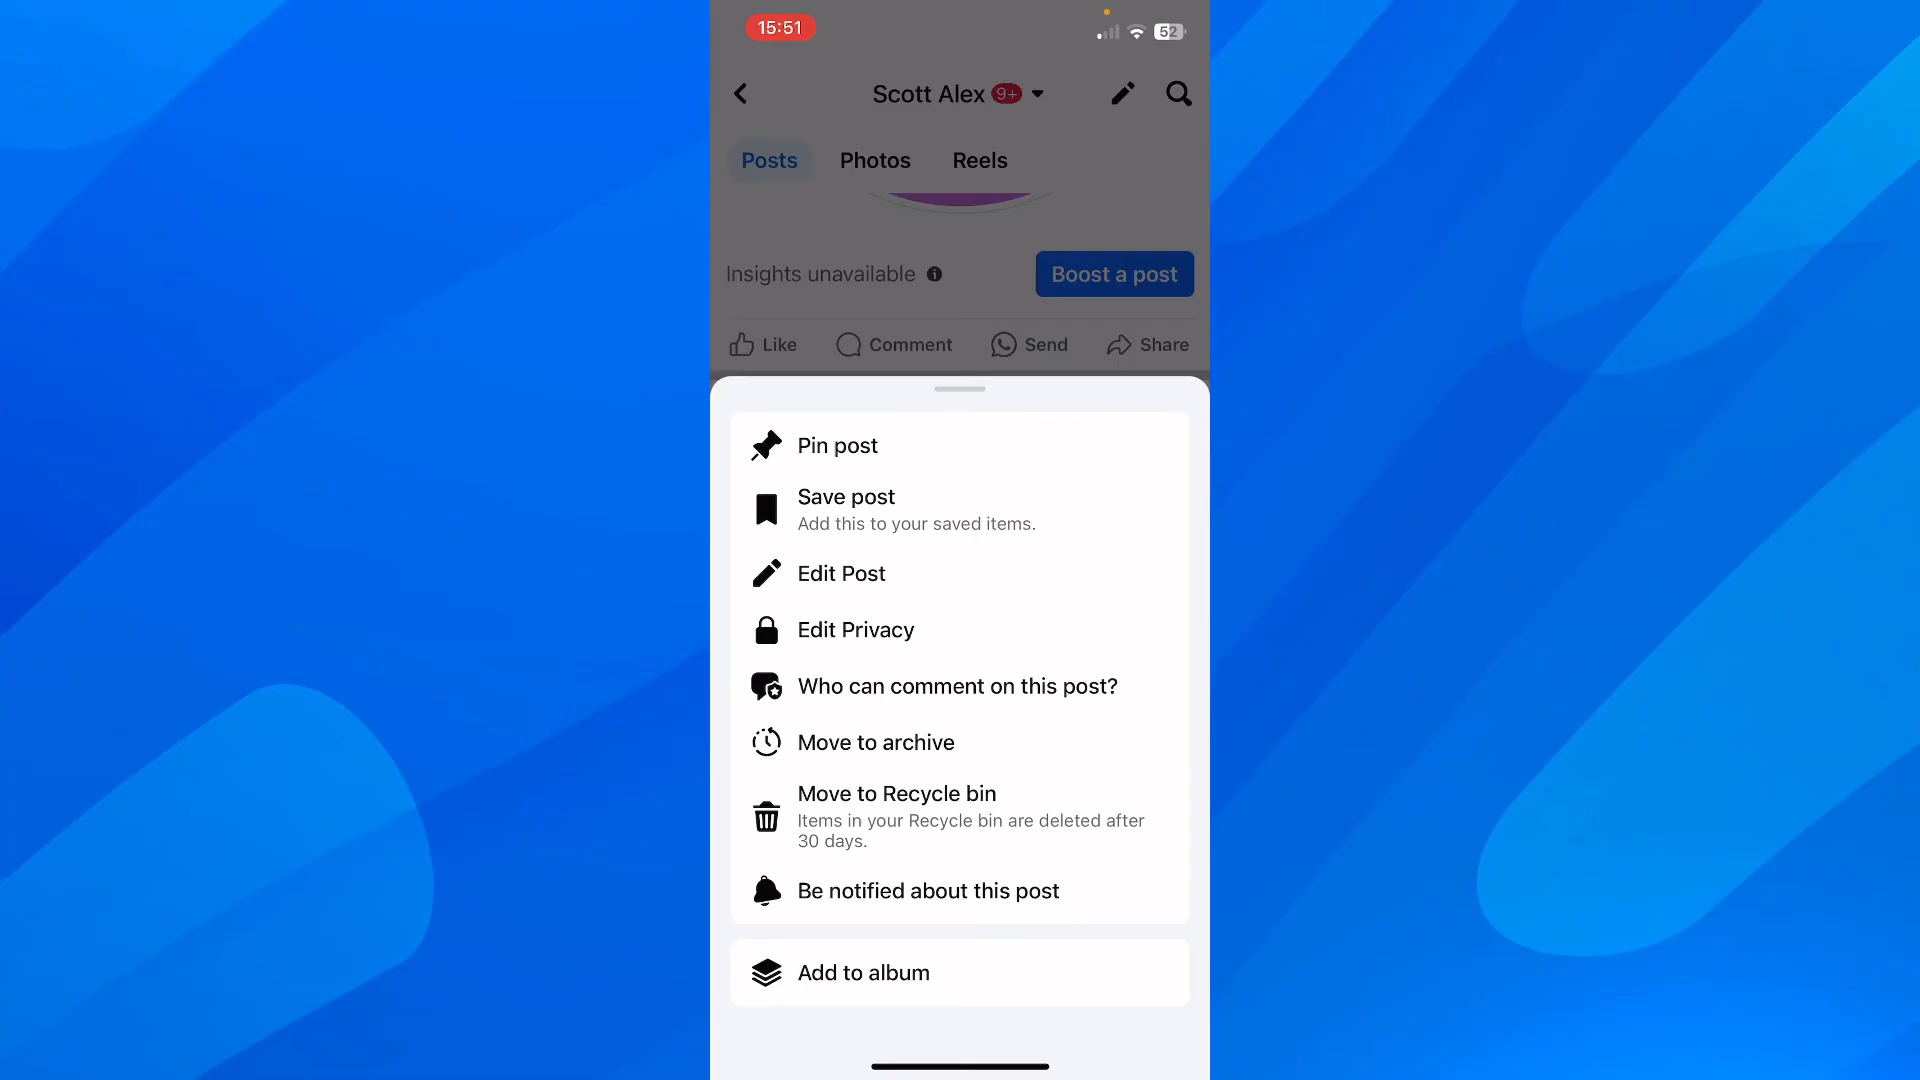 15:51
52
Scott Alex 9+
Posts Photos Reels
Insights unavailable
Boost a post
Like Comment Send Share
Pin post
Save post
Add this to your saved items.
Edit Post
Edit Privacy
Who can comment on this post?
Move to archive
Move to Recycle bin
Items in your Recycle bin are deleted after
30 days.
Be notified about this post
Add to album